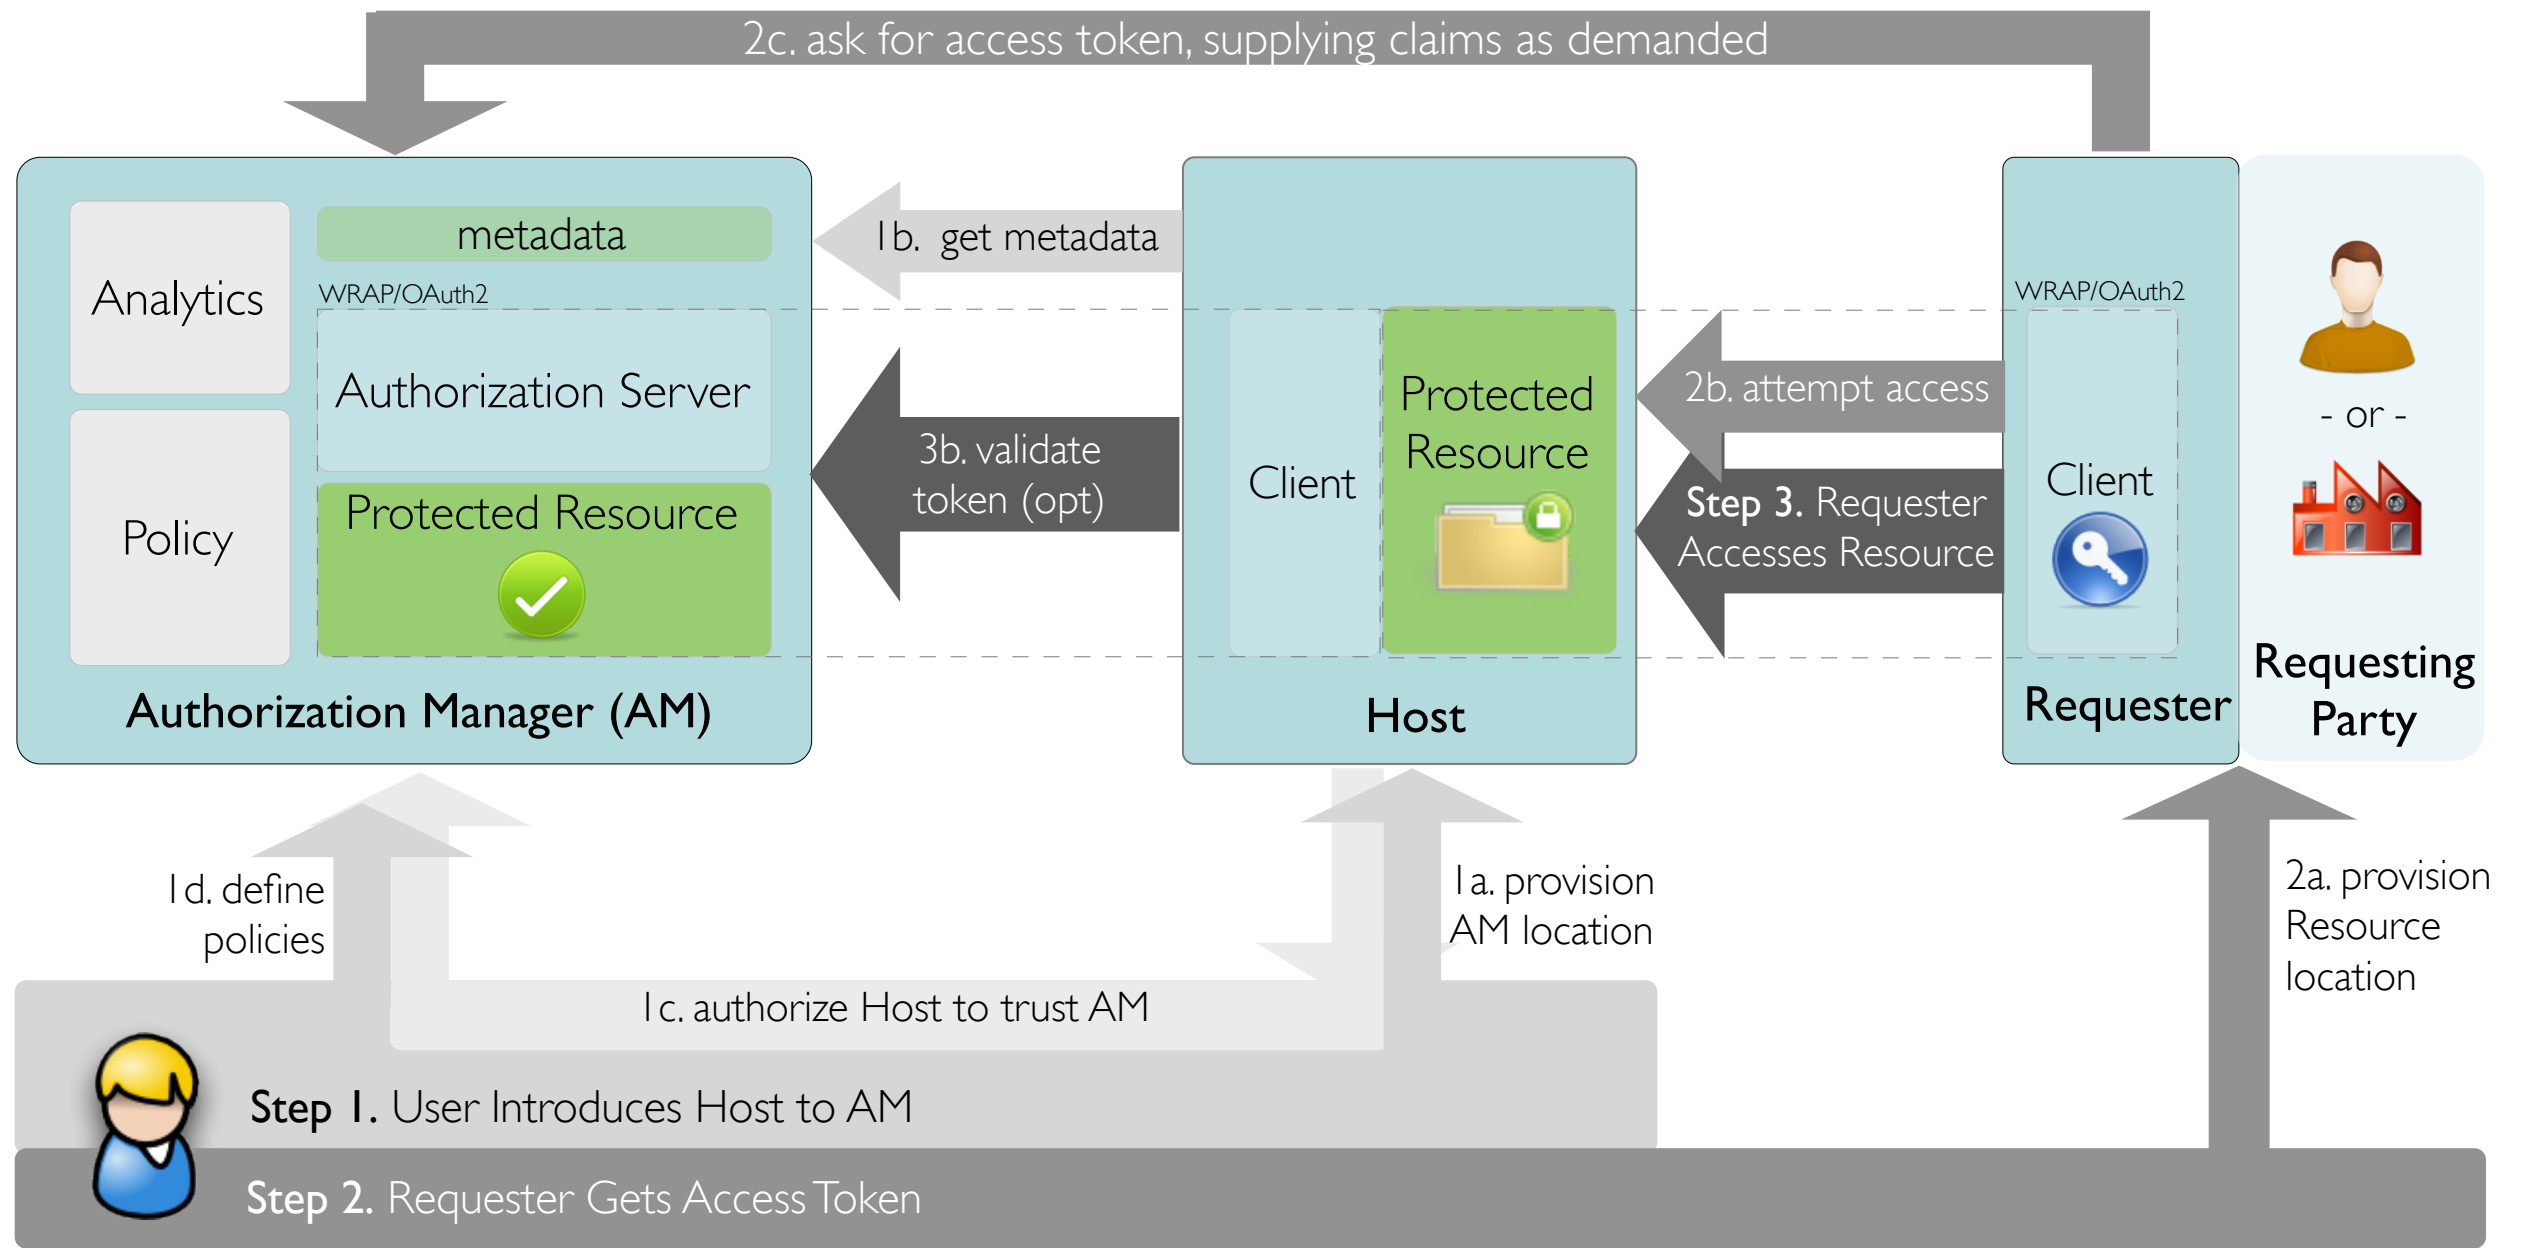 2c. ask for access token, supplying claims as demanded
Analytics
Policy
metadata
WRAP/OAuth2
Authorization Server
Protected Resource
Authorization Manager (AM)
1b. get metadata
3b. validate
token (opt)
Client
Protected
Resource
Host
2b. attempt access
Step 3. Requester
Accesses Resource
WRAP/OAuth2
Client
Requester
- or -
Requesting
Party
1d. define
policies
1c. authorize Host to trust AM
1a. provision
AM location
2a. provision
Resource
location
Step 1. User Introduces Host to AM
Step 2. Requester Gets Access Token